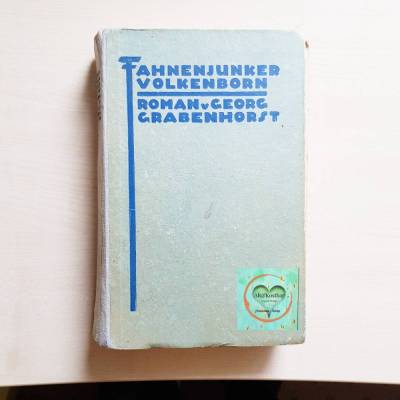 FAHNENJUNKER
VOLKENBORN
ROMAN v GEORG
GRABENHORST